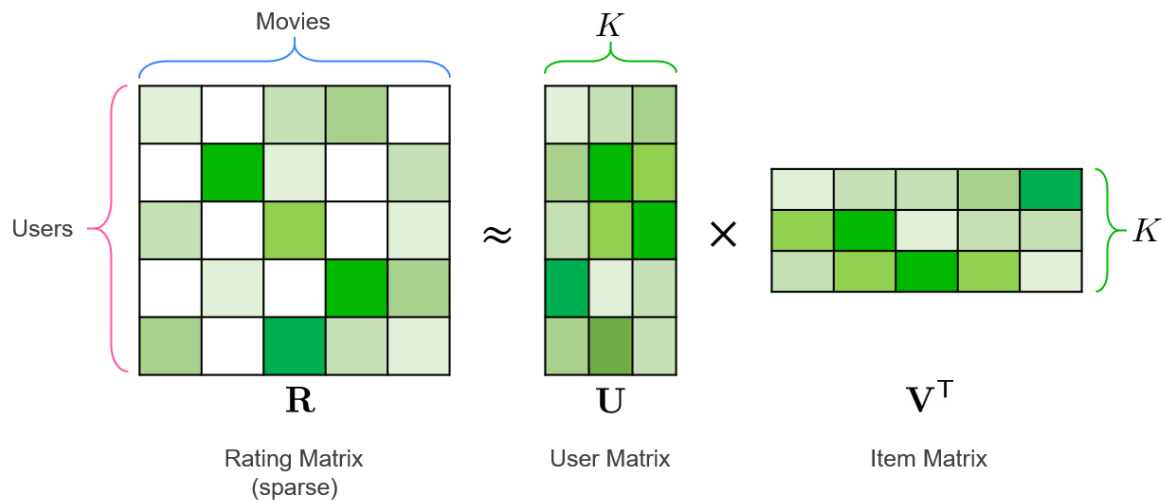 Movies
K
Users
≈
×
K
R
U
V^T
Rating Matrix
(sparse)
User Matrix
Item Matrix